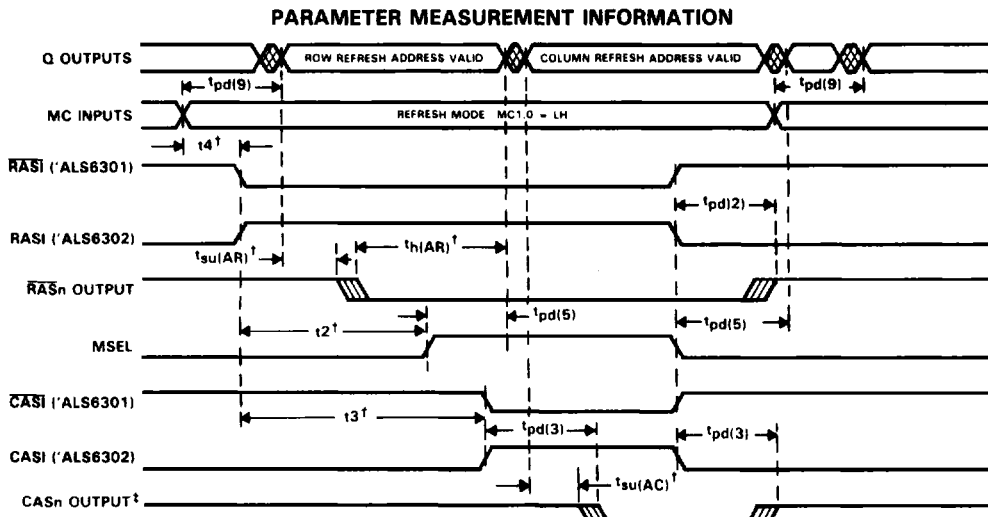 PARAMETER MEASUREMENT INFORMATION
Q OUTPUTS
ROW REFRESH ADDRESS VALID
COLUMN REFRESH ADDRESS VALID
tpd(9)
tpd(9)
MC INPUTS
REFRESH MODE MC1.0 = LH
t4†
RASI ('ALS6301)
tpd)2)
RASI ('ALS6302)
tsu(AR)†
th(AR)†
RASn OUTPUT
t2†
tpd(5)
tpd(5)
MSEL
CASI ('ALS6301)
t3†
tpd(3)
tpd(3)
CASI ('ALS6302)
tsu(AC)†
CASn OUTPUT‡